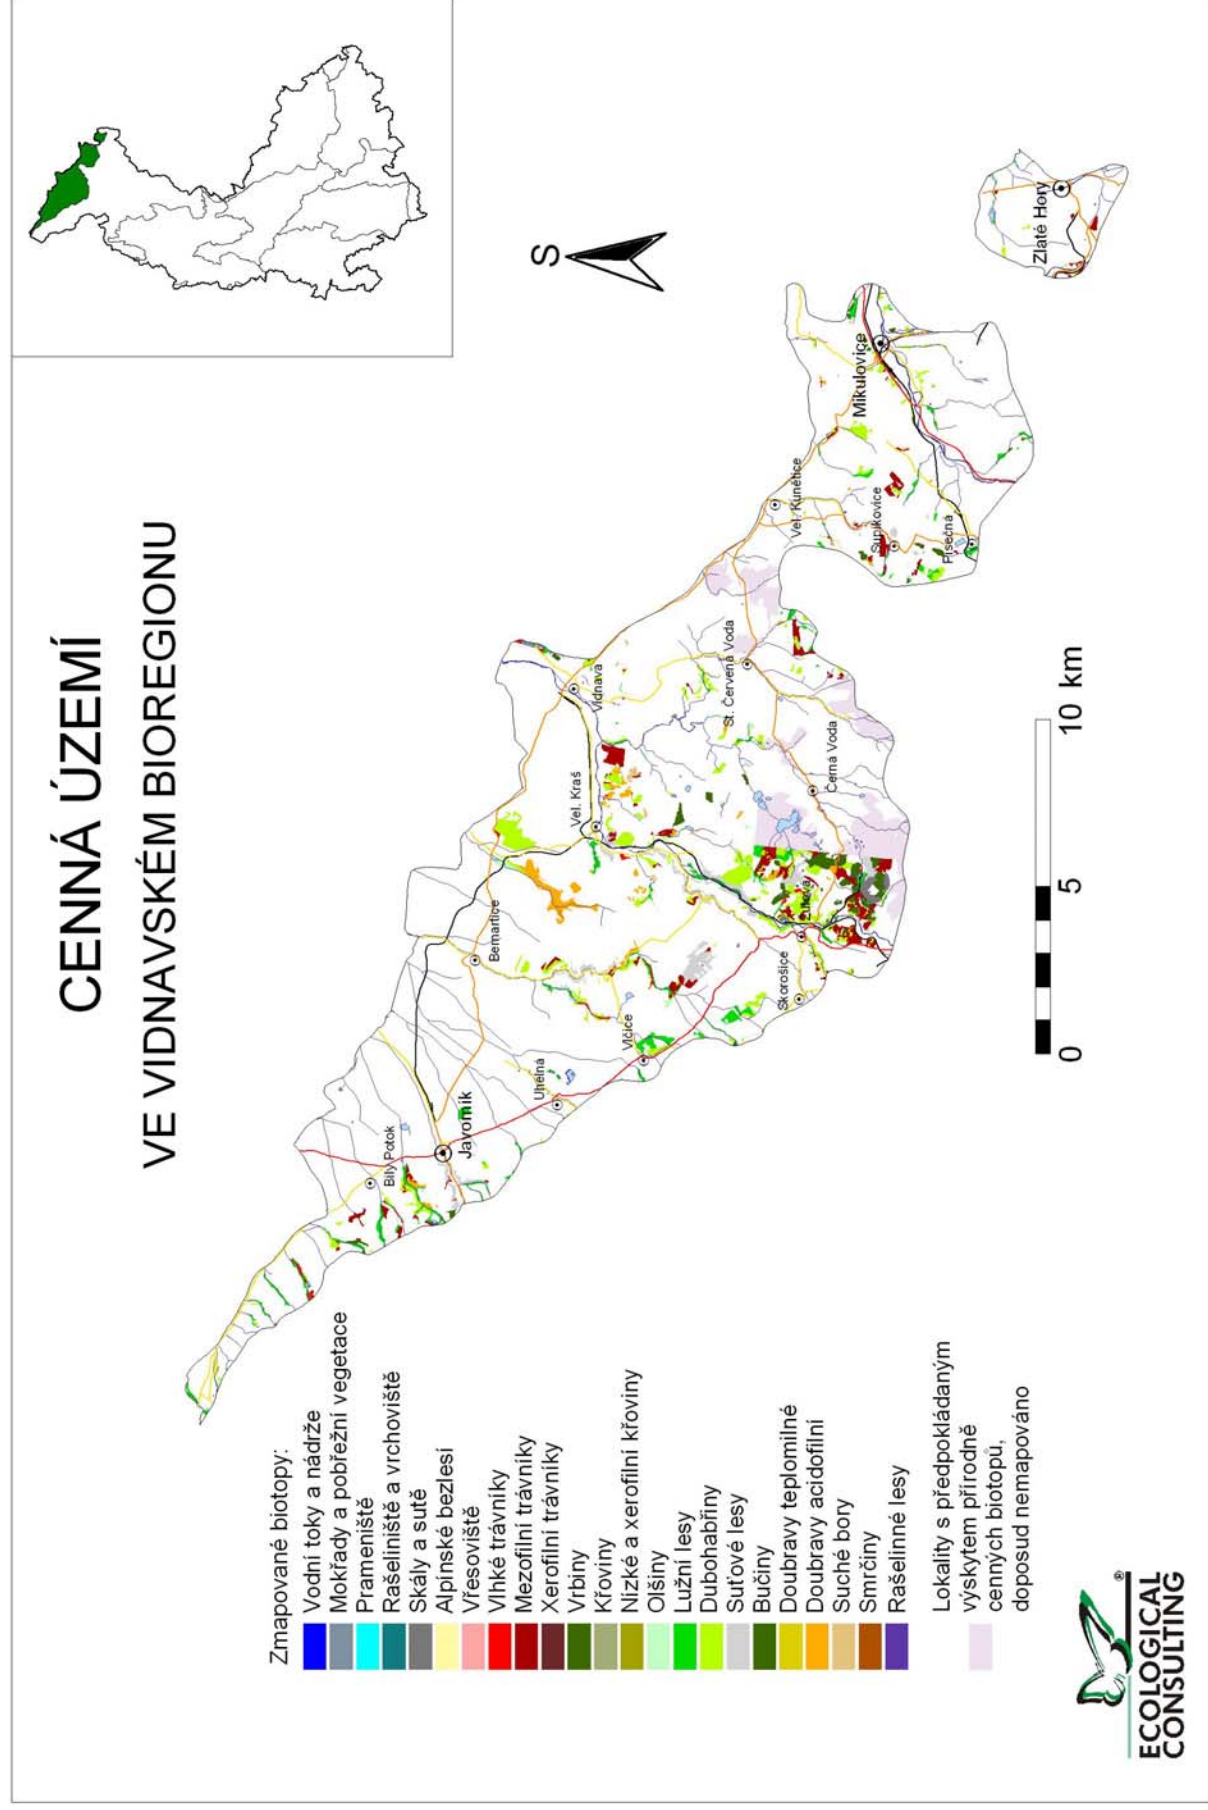 CENNÁ ÚZEMÍ
VE VIDNAVSKÉM BIOREGIONU
S
Bílý Potok
Javorník
Uhelná
Bernartice
Vlčice
Vel. Kraš
Vidnava
Skorošice
Žulová
Černá Voda
St. Červená Voda
Vel. Kunětice
Supíkovice
Písečná
Mikulovice
Zlaté Hory
Zmapované biotopy:
Vodní toky a nádrže
Mokřady a pobřežní vegetace
Prameniště
Rašeliniště a vrchoviště
Skály a sutě
Alpínské bezlesí
Vřesoviště
Vlhké trávníky
Mezofilní trávníky
Xerofilní trávníky
Vrbiny
Křoviny
Nízké a xerofilní křoviny
Olšiny
Lužní lesy
Dubohabřiny
Suťové lesy
Bučiny
Doubravy teplomilné
Doubravy acidofilní
Suché bory
Smrčiny
Rašelinné lesy
Lokality s předpokládaným
výskytem přírodně
cenných biotopů,
doposud nemapováno
0 5 10 km
ECOLOGICAL ®
CONSULTING